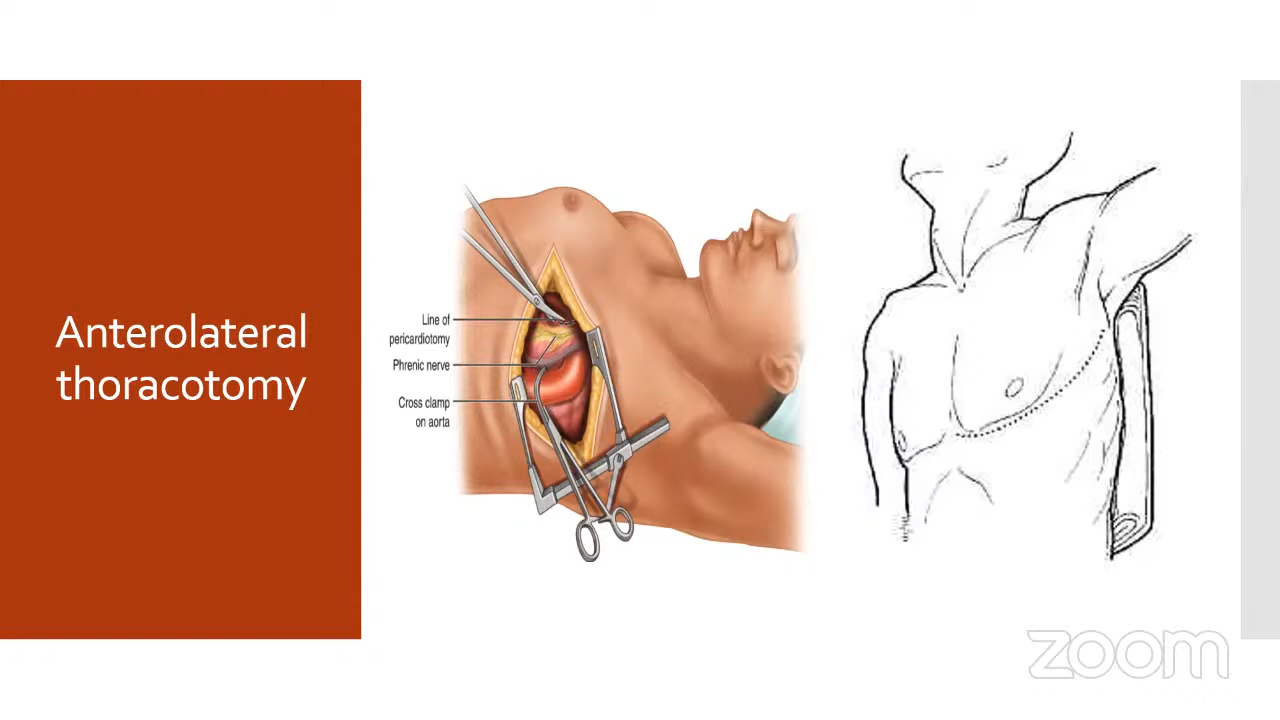 Anterolateral
thoracotomy
Line of
pericardiotomy
Phrenic nerve
Cross clamp
on aorta
zoom